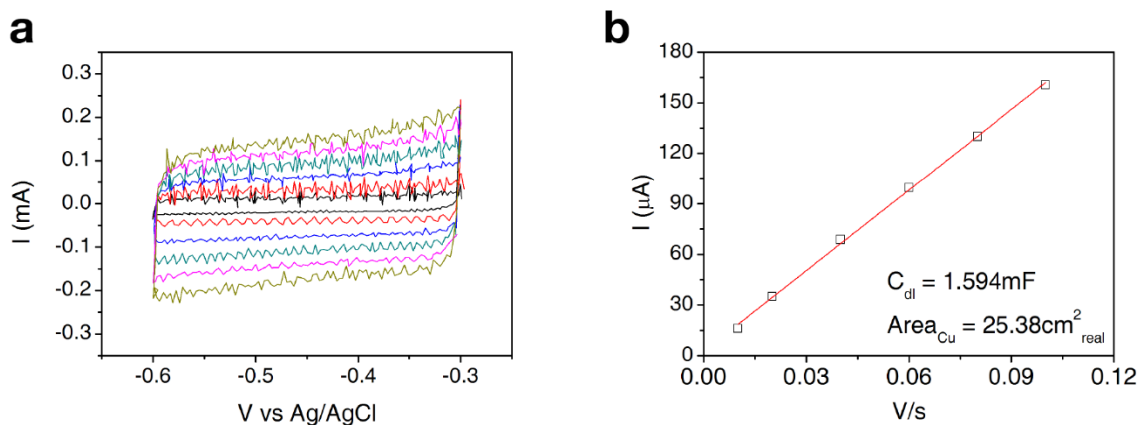 a
0.3
0.2
0.1
0.0
-0.1
-0.2
-0.3
I (mA)
-0.6
-0.5
-0.4
-0.3
V vs Ag/AgCl
b
180
150
120
90
60
30
0
I (μA)
C_dl = 1.594mF
Area_Cu = 25.38cm²_real
0.00
0.03
0.06
0.09
0.12
V/s